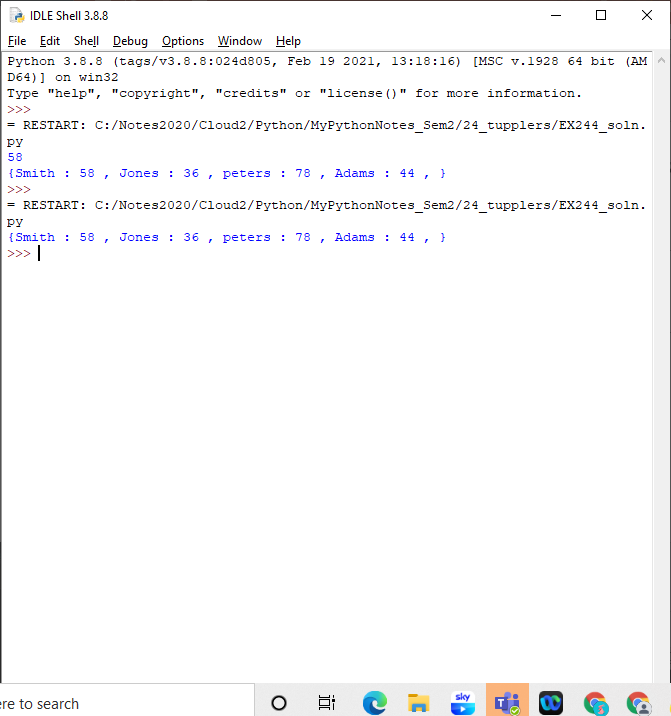 IDLE Shell 3.8.8
File Edit Shell Debug Options Window Help
Python 3.8.8 (tags/v3.8.8:024d805, Feb 19 2021, 13:18:16) [MSC v.1928 64 bit (AM
D64)] on win32
Type "help", "copyright", "credits" or "license()" for more information.
>>>
= RESTART: C:/Notes2020/Cloud2/Python/MyPythonNotes_Sem2/24_tupplers/EX244_soln.
py
58
{Smith : 58 , Jones : 36 , peters : 78 , Adams : 44 , }
>>>
= RESTART: C:/Notes2020/Cloud2/Python/MyPythonNotes_Sem2/24_tupplers/EX244_soln.
py
{Smith : 58 , Jones : 36 , peters : 78 , Adams : 44 , }
>>>
ere to search
sky